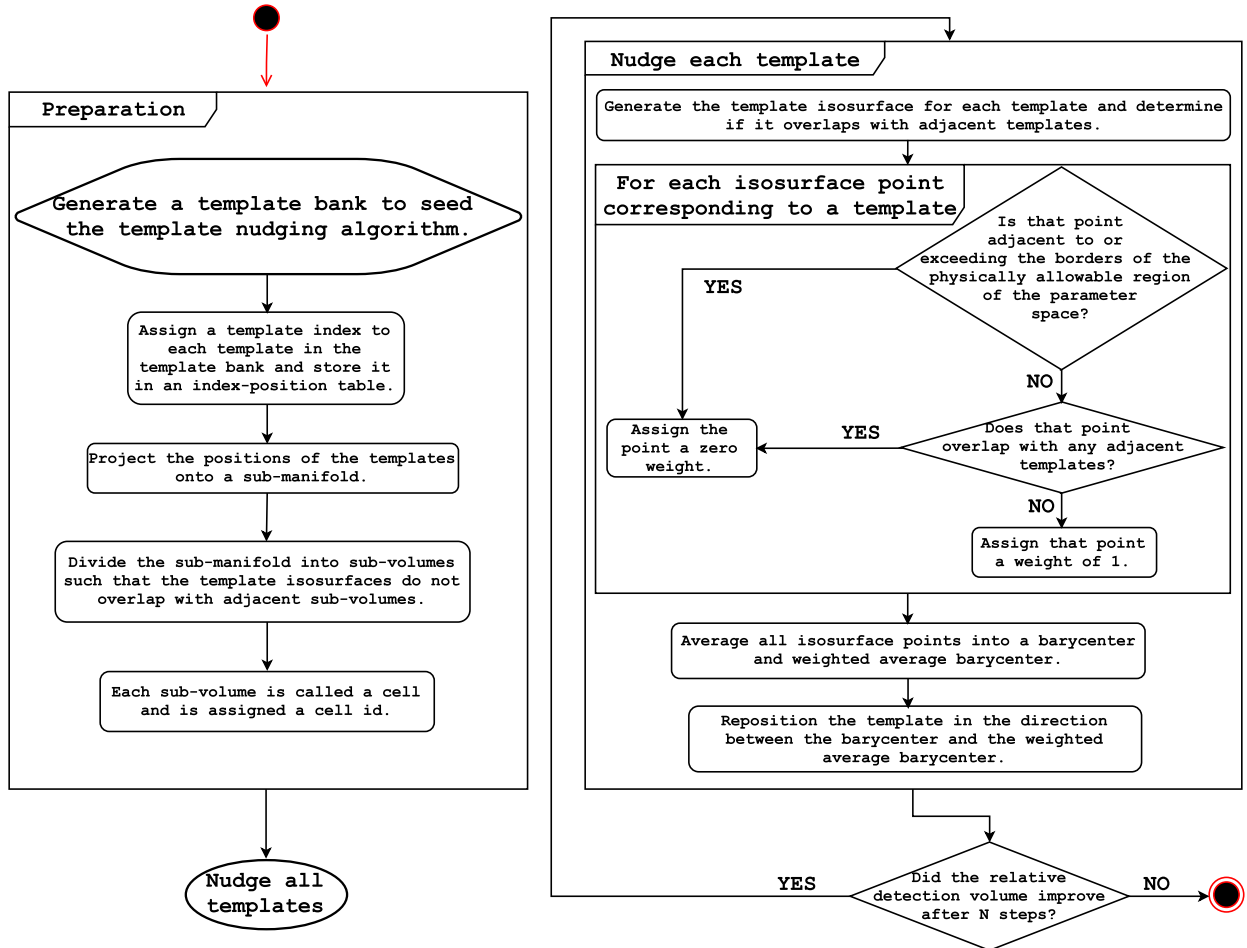 Preparation
Generate a template bank to seed
the template nudging algorithm.
Assign a template index to
each template in the
template bank and store it
in an index-position table.
Project the positions of the templates
onto a sub-manifold.
Divide the sub-manifold into sub-volumes
such that the template isosurfaces do not
overlap with adjacent sub-volumes.
Each sub-volume is called a cell
and is assigned a cell id.
Nudge all
templates
Nudge each template
Generate the template isosurface for each template and determine
if it overlaps with adjacent templates.
For each isosurface point
corresponding to a template
Is that point
adjacent to or
exceeding the borders of the
physically allowable region
of the parameter
space?
YES
NO
Does that point
overlap with any adjacent
templates?
YES
Assign the
point a zero
weight.
NO
Assign that point
a weight of 1.
Average all isosurface points into a barycenter
and weighted average barycenter.
Reposition the template in the direction
between the barycenter and the weighted
average barycenter.
Did the relative
detection volume improve
after N steps?
YES
NO